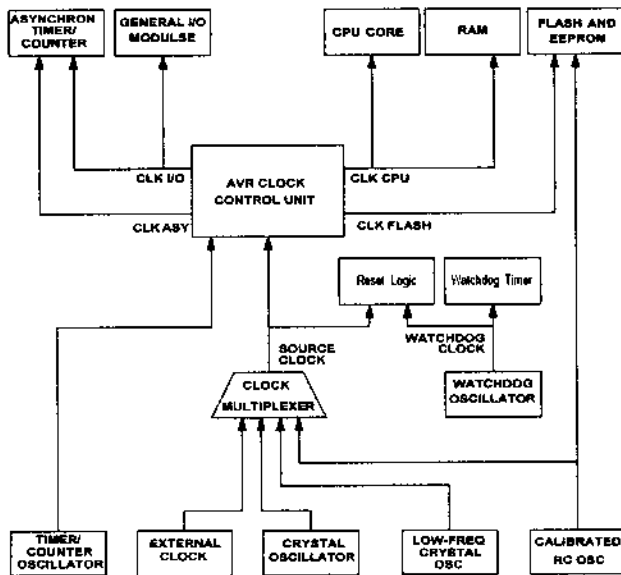 ASYNCHRON
TIMER/
COUNTER
GENERAL I/O
MODULSE
CPU CORE
RAM
FLASH AND
EEPROM
CLK I/O
AVR CLOCK
CONTROL UNIT
CLK CPU
CLK ASY
CLK FLASH
Reset Logic
Watchdog Timer
SOURCE
CLOCK
WATCHDOG
CLOCK
CLOCK
MULTIPLEXER
WATCHDOG
OSCILLATOR
TIMER/
COUNTER
OSCILLATOR
EXTERNAL
CLOCK
CRYSTAL
OSCILLATOR
LOW-FREQ
CRYSTAL
OSC
CALIBRATED
RC OSC